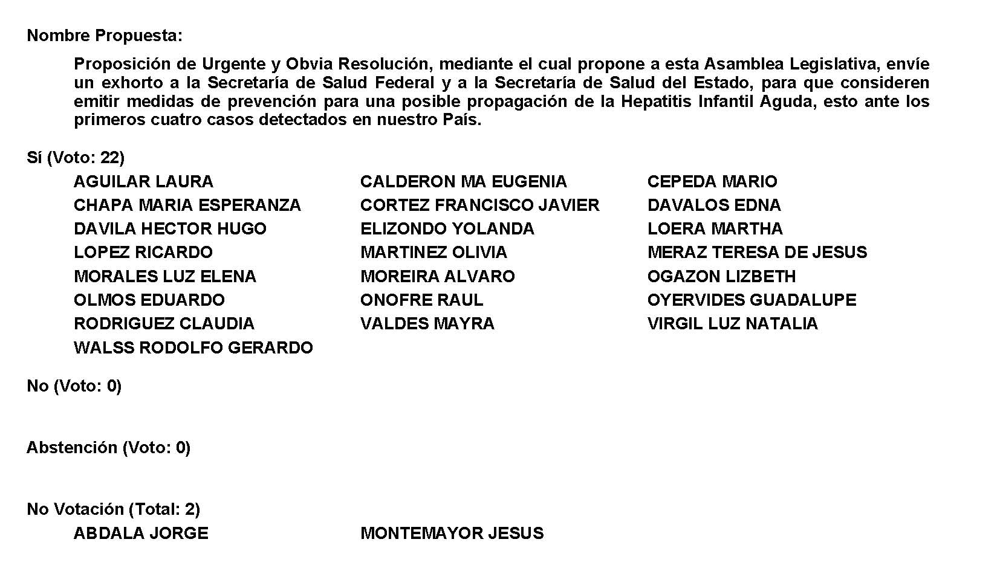 Nombre Propuesta:
Proposición de Urgente y Obvia Resolución, mediante el cual propone a esta Asamblea Legislativa, envíe
un exhorto a la Secretaría de Salud Federal y a la Secretaría de Salud del Estado, para que consideren
emitir medidas de prevención para una posible propagación de la Hepatitis Infantil Aguda, esto ante los
primeros cuatro casos detectados en nuestro País.
Sí (Voto: 22)
AGUILAR LAURA CALDERON MA EUGENIA CEPEDA MARIO
CHAPA MARIA ESPERANZA CORTEZ FRANCISCO JAVIER DAVALOS EDNA
DAVILA HECTOR HUGO ELIZONDO YOLANDA LOERA MARTHA
LOPEZ RICARDO MARTINEZ OLIVIA MERAZ TERESA DE JESUS
MORALES LUZ ELENA MOREIRA ALVARO OGAZON LIZBETH
OLMOS EDUARDO ONOFRE RAUL OYERVIDES GUADALUPE
RODRIGUEZ CLAUDIA VALDES MAYRA VIRGIL LUZ NATALIA
WALSS RODOLFO GERARDO
No (Voto: 0)
Abstención (Voto: 0)
No Votación (Total: 2)
ABDALA JORGE MONTEMAYOR JESUS